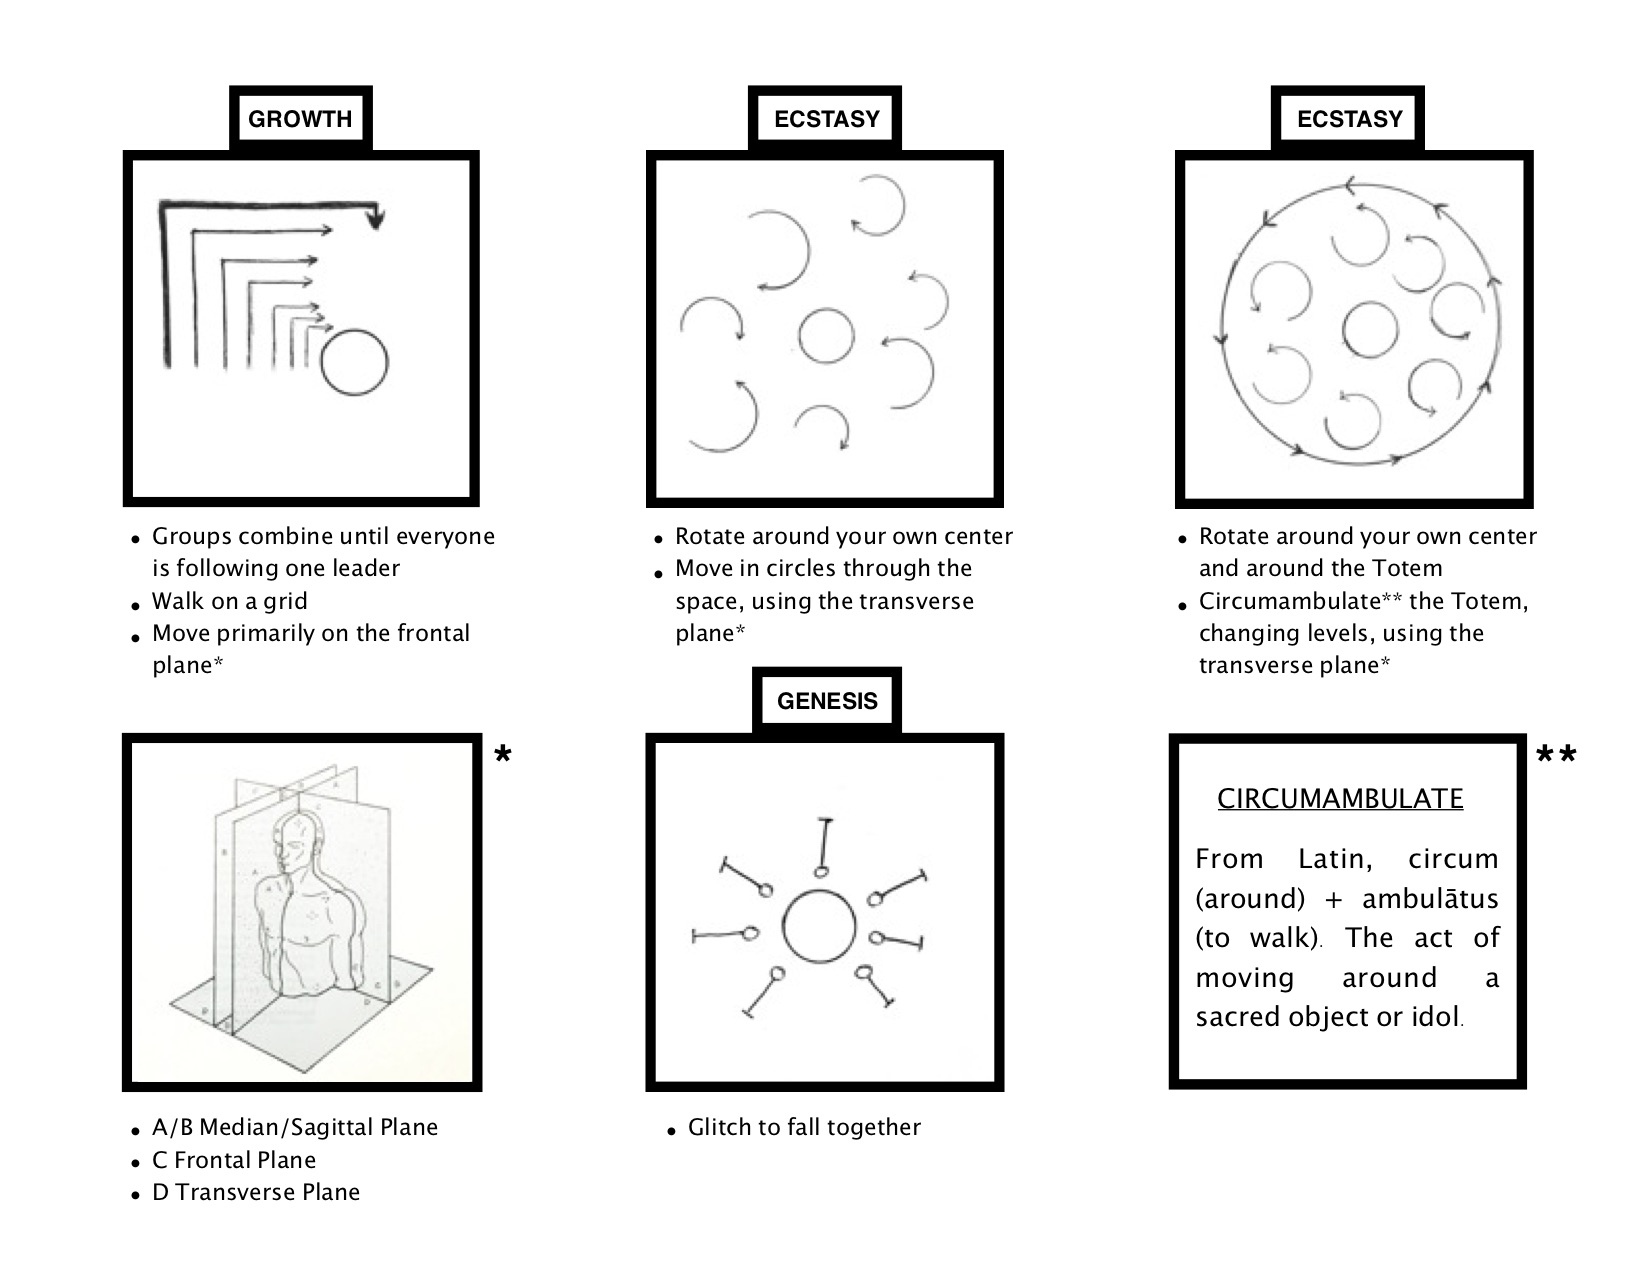 GROWTH
• Groups combine until everyone
is following one leader
• Walk on a grid
• Move primarily on the frontal
plane*
ECSTASY
• Rotate around your own center
• Move in circles through the
space, using the transverse
plane*
ECSTASY
• Rotate around your own center
and around the Totem
• Circumambulate** the Totem,
changing levels, using the
transverse plane*
*
• A/B Median/Sagittal Plane
• C Frontal Plane
• D Transverse Plane
GENESIS
• Glitch to fall together
**
CIRCUMAMBULATE
From Latin, circum
(around) + ambulātus
(to walk). The act of
moving around a
sacred object or idol.